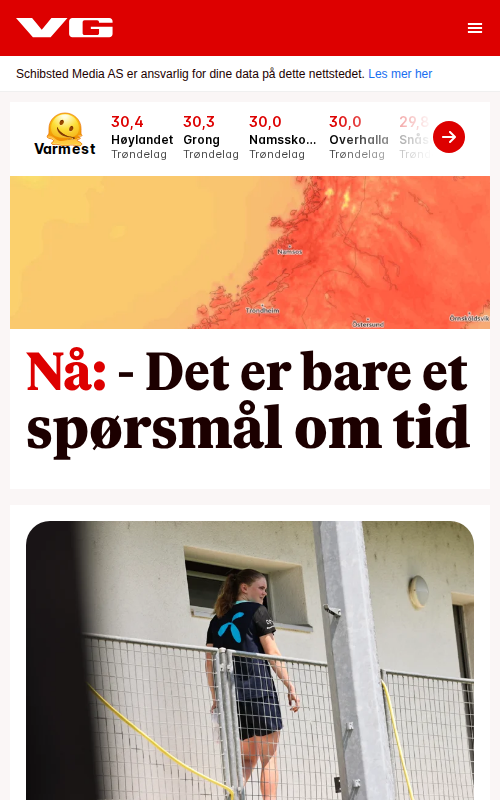 VG
Schibsted Media AS er ansvarlig for dine data på dette nettstedet. Les mer her
Varmest
30,4 30,3 30,0 30,0 29,8
Høylandet Grong Namssko... Overhalla Snås
Trøndelag Trøndelag Trøndelag Trøndelag
Namsos
Trondheim
Östersund
Örnsköldsvik
Nå: - Det er bare et
spørsmål om tid